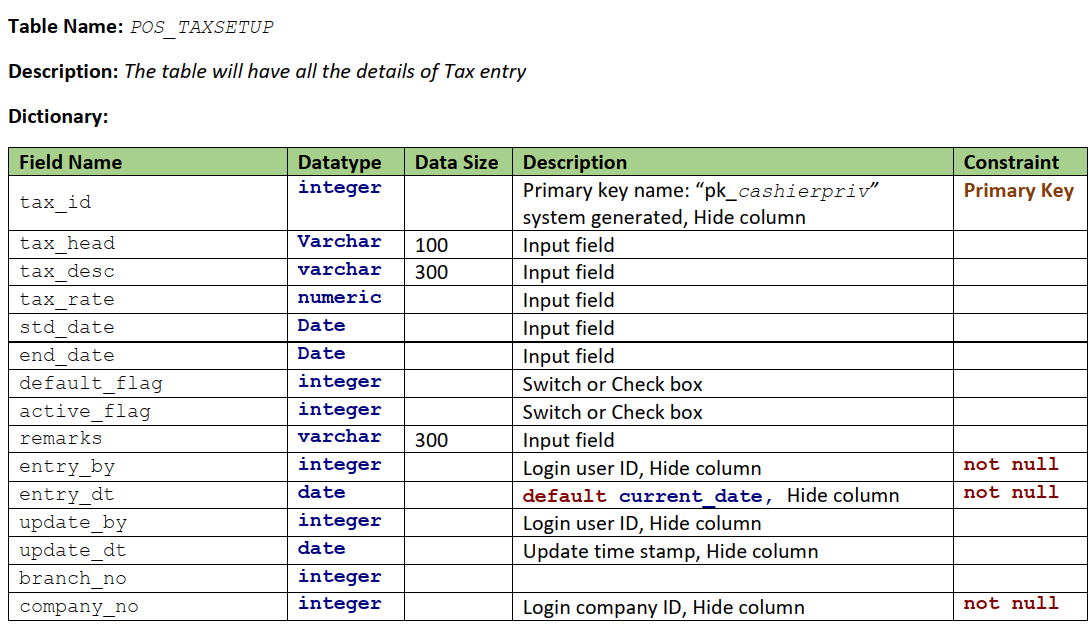 Table Name: POS_TAXSETUP
Description: The table will have all the details of Tax entry
Dictionary:
Field Name Datatype Data Size Description Constraint
tax_id integer Primary key name: “pk_cashierpriv” Primary Key
system generated, Hide column
tax_head Varchar 100 Input field
tax_desc varchar 300 Input field
tax_rate numeric Input field
std_date Date Input field
end_date Date Input field
default_flag integer Switch or Check box
active_flag integer Switch or Check box
remarks varchar 300 Input field
entry_by integer Login user ID, Hide column not null
entry_dt date default current_date, Hide column not null
update_by integer Login user ID, Hide column
update_dt date Update time stamp, Hide column
branch_no integer
company_no integer Login company ID, Hide column not null